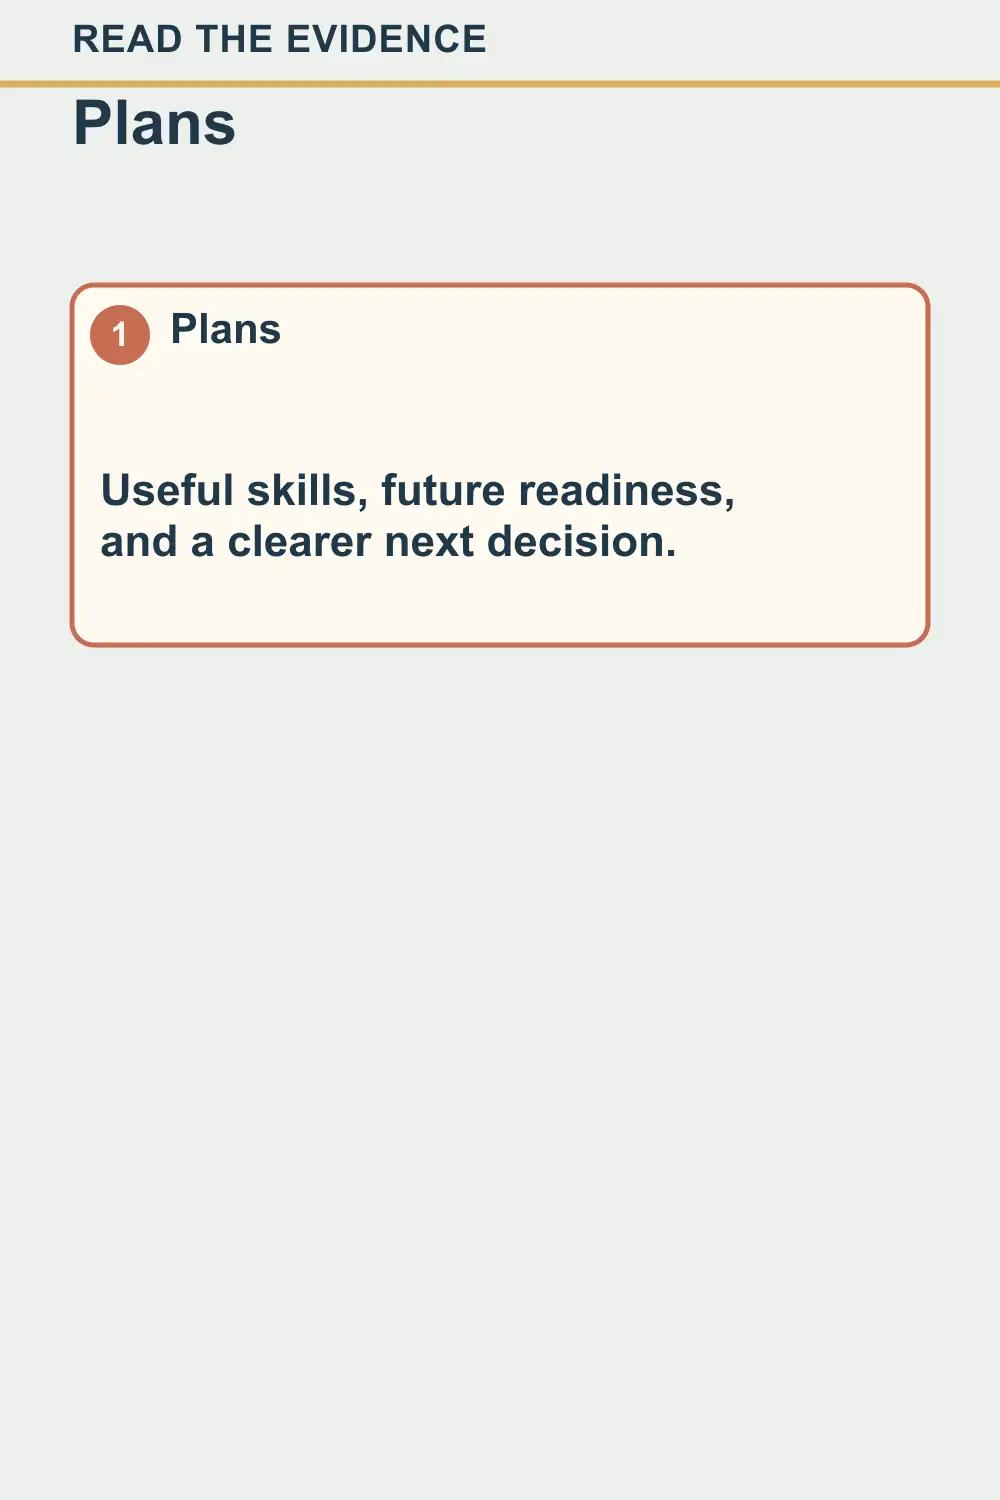 READ THE EVIDENCE
Plans
1 Plans
Useful skills, future readiness,
and a clearer next decision.